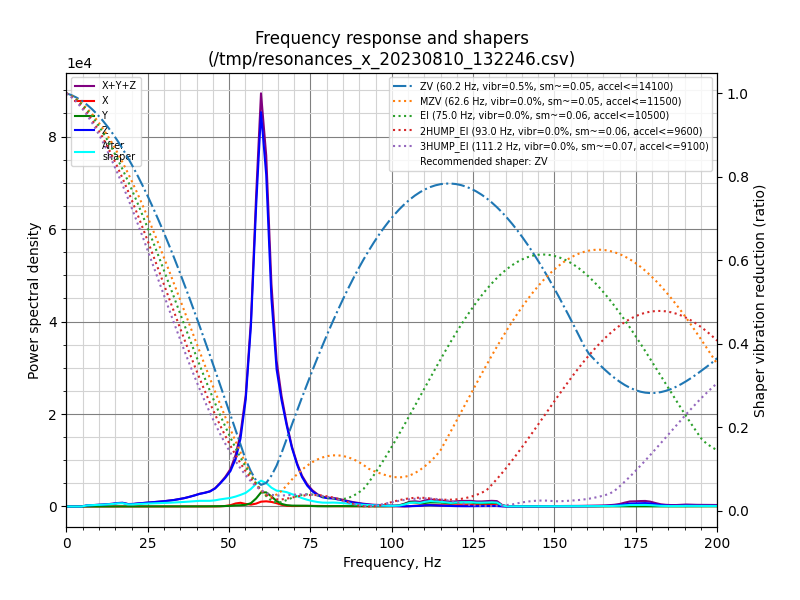 Frequency response and shapers
(/tmp/resonances_x_20230810_132246.csv)
1e4
X+Y+Z
X
Y
Z
After
shaper
ZV (60.2 Hz, vibr=0.5%, sm~=0.05, accel<=14100)
MZV (62.6 Hz, vibr=0.0%, sm~=0.05, accel<=11500)
EI (75.0 Hz, vibr=0.0%, sm~=0.06, accel<=10500)
2HUMP_EI (93.0 Hz, vibr=0.0%, sm~=0.06, accel<=9600)
3HUMP_EI (111.2 Hz, vibr=0.0%, sm~=0.07, accel<=9100)
Recommended shaper: ZV
Power spectral density
8
6
4
2
0
1.0
0.8
0.6
0.4
0.2
0.0
Shaper vibration reduction (ratio)
0 25 50 75 100 125 150 175 200
Frequency, Hz